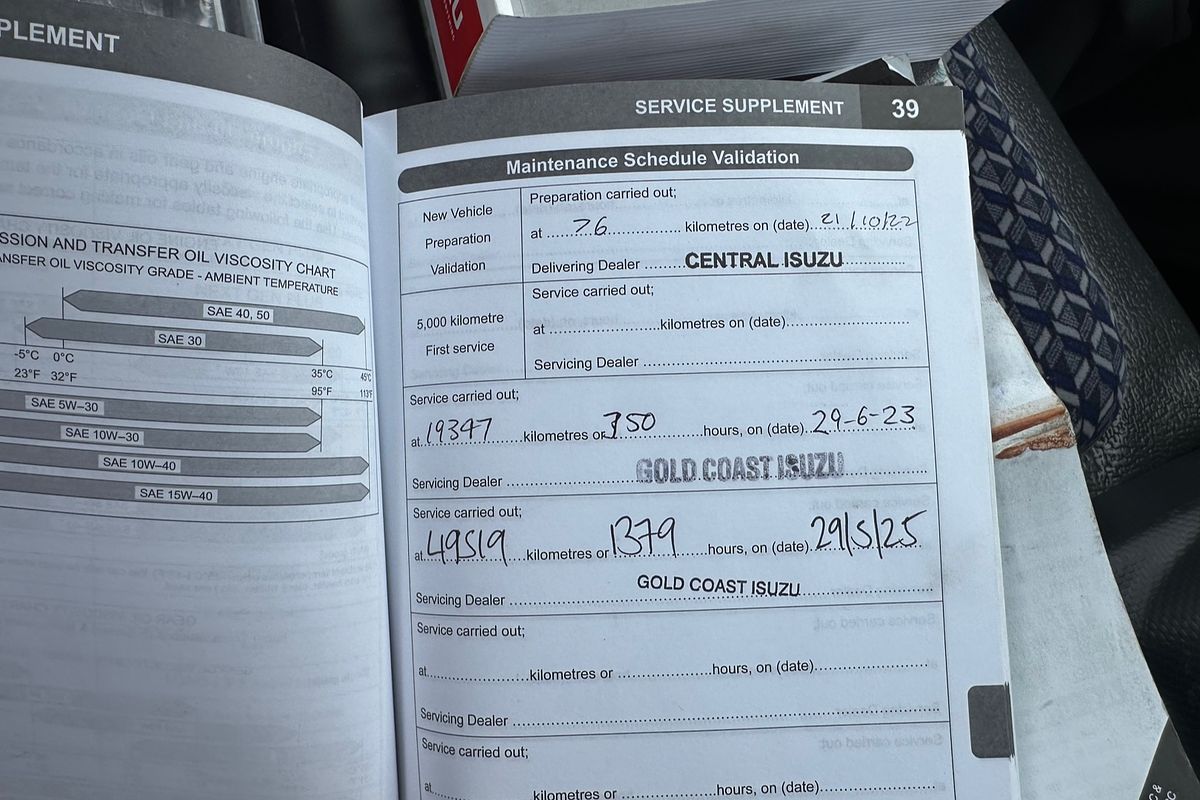 PLEMENT
SSION AND TRANSFER OIL VISCOSITY CHART
ANSFER OIL VISCOSITY GRADE - AMBIENT TEMPERATURE
SAE 40, 50
SAE 30
-5°C 0°C 35°C 45°C
23°F 32°F 95°F 113°F
SAE 5W–30
SAE 10W–30
SAE 10W–40
SAE 15W–40
SERVICE SUPPLEMENT 39
Maintenance Schedule Validation
New Vehicle
Preparation
Validation
Preparation carried out;
at 76 kilometres on (date) 21/10/22
Delivering Dealer CENTRAL ISUZU
5,000 kilometre
First service
Service carried out;
at kilometres on (date)
Servicing Dealer
Service carried out;
at 19347 kilometres or 350 hours, on (date) 29-6-23
Servicing Dealer GOLD COAST ISUZU
Service carried out;
at 49519 kilometres or 1379 hours, on (date) 29/5/25
Servicing Dealer GOLD COAST ISUZU
Service carried out;
at kilometres or hours, on (date)
Servicing Dealer
Service carried out;
at kilometres or hours, on (date)